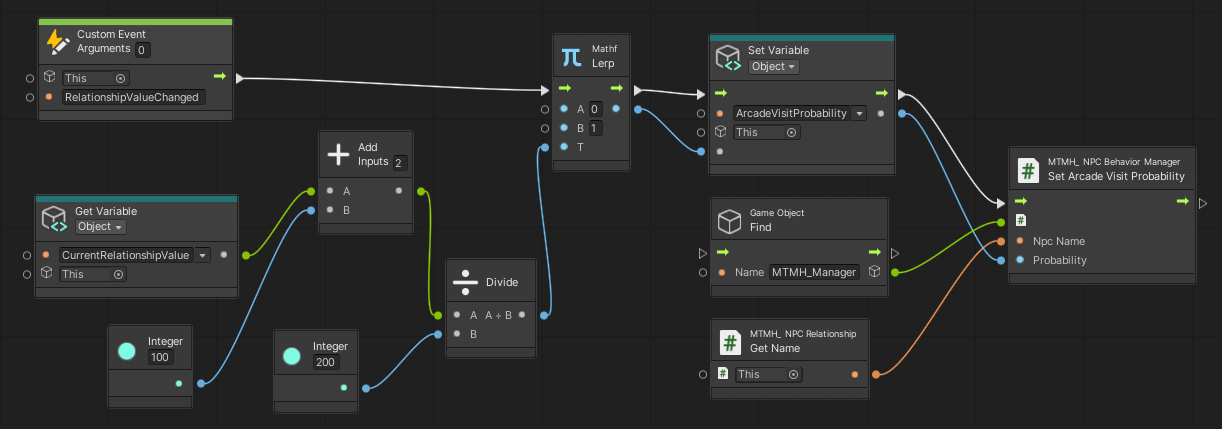 Custom Event
Arguments 0
This
RelationshipValueChanged
Get Variable
Object
CurrentRelationshipValue
This
Add
Inputs 2
A
B
Integer
100
Integer
200
Divide
A A ÷ B
B
Mathf
Lerp
A 0
B 1
T
Set Variable
Object
ArcadeVisitProbability
This
Game Object
Find
Name MTMH_Manager
MTMH_ NPC Relationship
Get Name
This
MTMH_ NPC Behavior Manager
Set Arcade Visit Probability
Npc Name
Probability